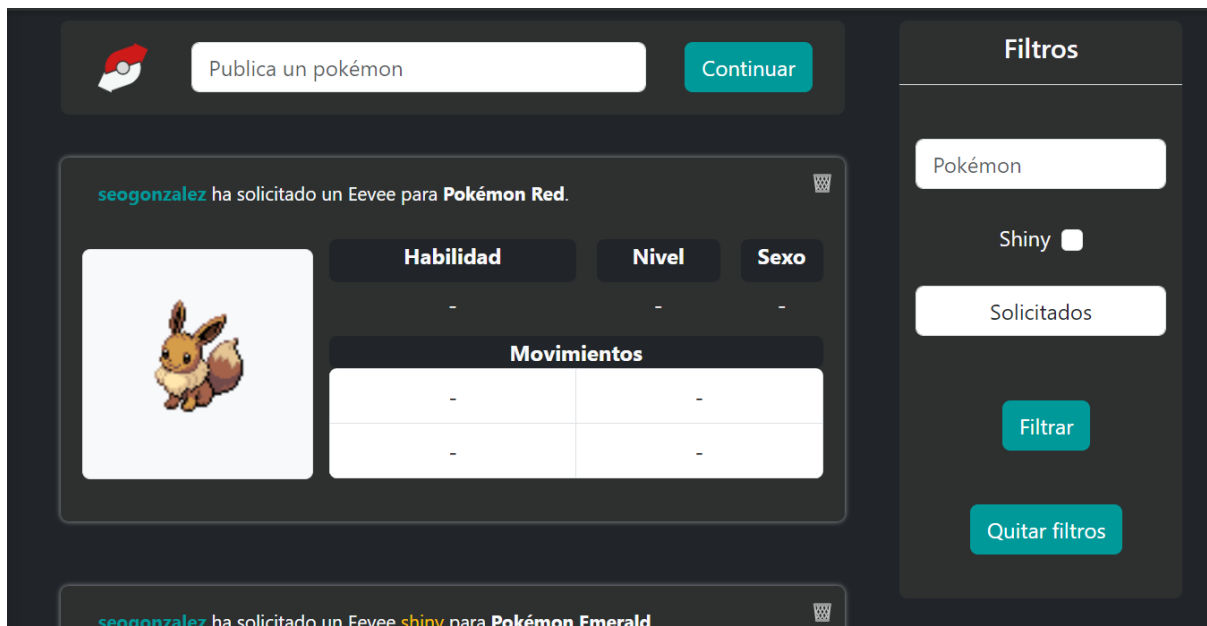 Publica un pokémon
Continuar
seogonzalez ha solicitado un Eevee para Pokémon Red.
Habilidad Nivel Sexo
- - -
Movimientos
- -
- -
seogonzalez ha solicitado un Eevee shiny para Pokémon Emerald
Filtros
Pokémon
Shiny
Solicitados
Filtrar
Quitar filtros